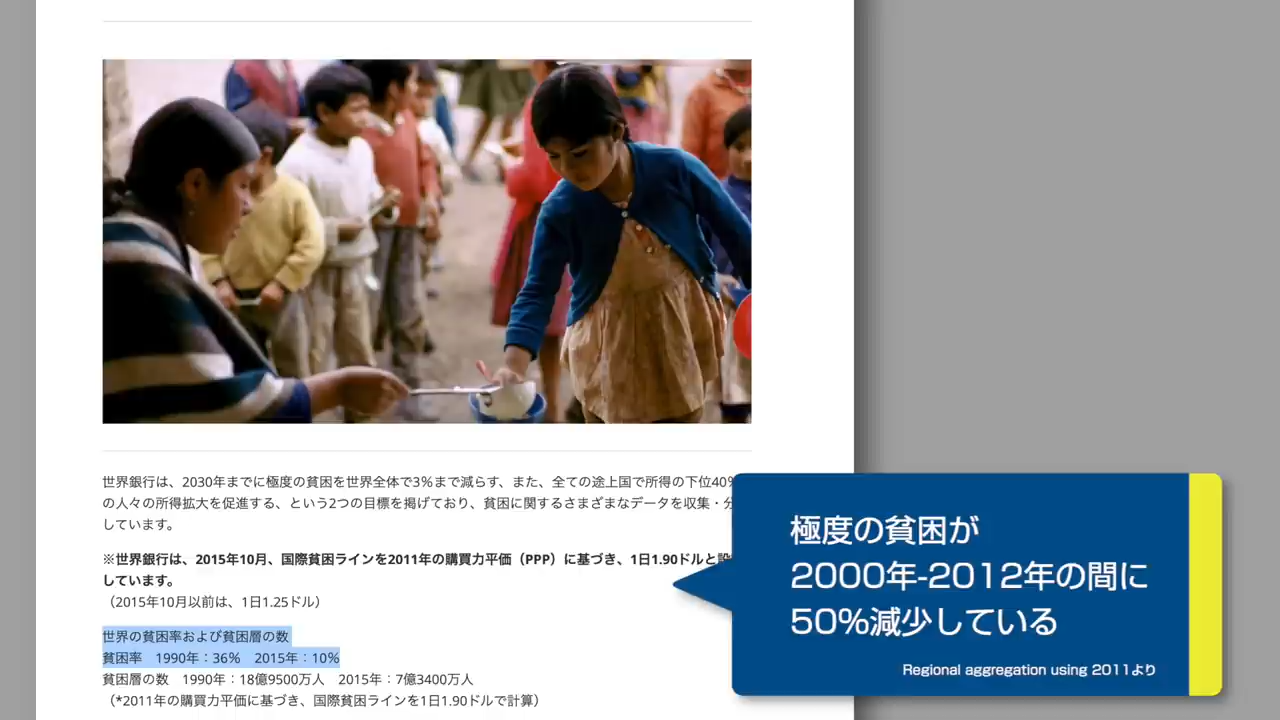 世界銀行は、2030年までに極度の貧困を世界全体で3%まで減らす、また、全ての途上国で所得の下位40%
の人々の所得拡大を促進する、という2つの目標を掲げており、貧困に関するさまざまなデータを収集・分
しています。
※世界銀行は、2015年10月、国際貧困ラインを2011年の購買力平価（PPP）に基づき、1日1.90ドルと設
しています。
（2015年10月以前は、1日1.25ドル）
世界の貧困率および貧困層の数
貧困率　1990年：36%　2015年：10%
貧困層の数　1990年：18億9500万人　2015年：7億3400万人
（*2011年の購買力平価に基づき、国際貧困ラインを1日1.90ドルで計算）
極度の貧困が
2000年-2012年の間に
50%減少している
Regional aggregation using 2011より